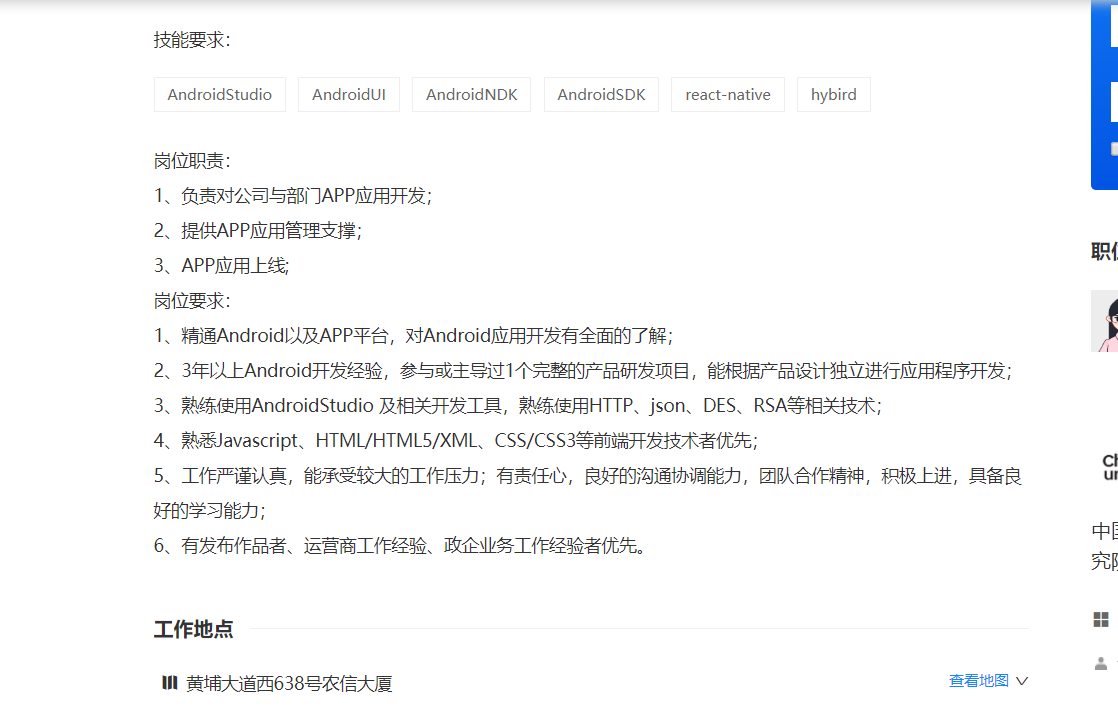 技能要求：
AndroidStudio AndroidUI AndroidNDK AndroidSDK react-native hybird
岗位职责：
1、负责对公司与部门APP应用开发；
2、提供APP应用管理支撑；
3、APP应用上线;
岗位要求：
1、精通Android以及APP平台，对Android应用开发有全面的了解；
2、3年以上Android开发经验，参与或主导过1个完整的产品研发项目，能根据产品设计独立进行应用程序开发；
3、熟练使用AndroidStudio 及相关开发工具，熟练使用HTTP、json、DES、RSA等相关技术；
4、熟悉Javascript、HTML/HTML5/XML、CSS/CSS3等前端开发技术者优先；
5、工作严谨认真，能承受较大的工作压力；有责任心，良好的沟通协调能力，团队合作精神，积极上进，具备良
好的学习能力；
6、有发布作品者、运营商工作经验、政企业务工作经验者优先。
工作地点
黄埔大道西638号农信大厦 查看地图
职
中
究